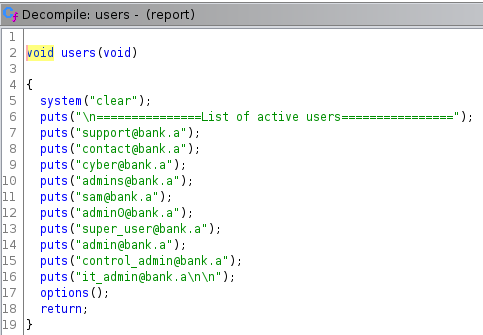 Decompile: users - (report)
1
2 void users(void)
3
4 {
5 system("clear");
6 puts("\n===============List of active users================");
7 puts("support@bank.a");
8 puts("contact@bank.a");
9 puts("cyber@bank.a");
10 puts("admins@bank.a");
11 puts("sam@bank.a");
12 puts("admin0@bank.a");
13 puts("super_user@bank.a");
14 puts("admin@bank.a");
15 puts("control_admin@bank.a");
16 puts("it_admin@bank.a\n\n");
17 options();
18 return;
19 }